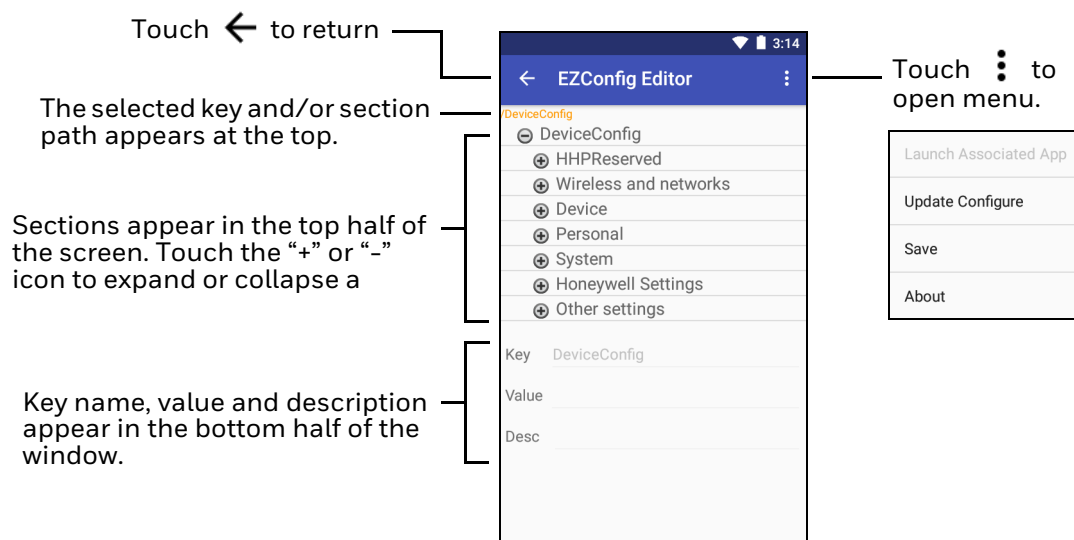 Touch ← to return
The selected key and/or section
path appears at the top.
Sections appear in the top half of
the screen. Touch the “+” or “-”
icon to expand or collapse a
Key name, value and description
appear in the bottom half of the
window.
3:14
EZConfig Editor
/DeviceConfig
DeviceConfig
HHPReserved
Wireless and networks
Device
Personal
System
Honeywell Settings
Other settings
Key DeviceConfig
Value
Desc
Touch ⋮ to
open menu.
Launch Associated App
Update Configure
Save
About